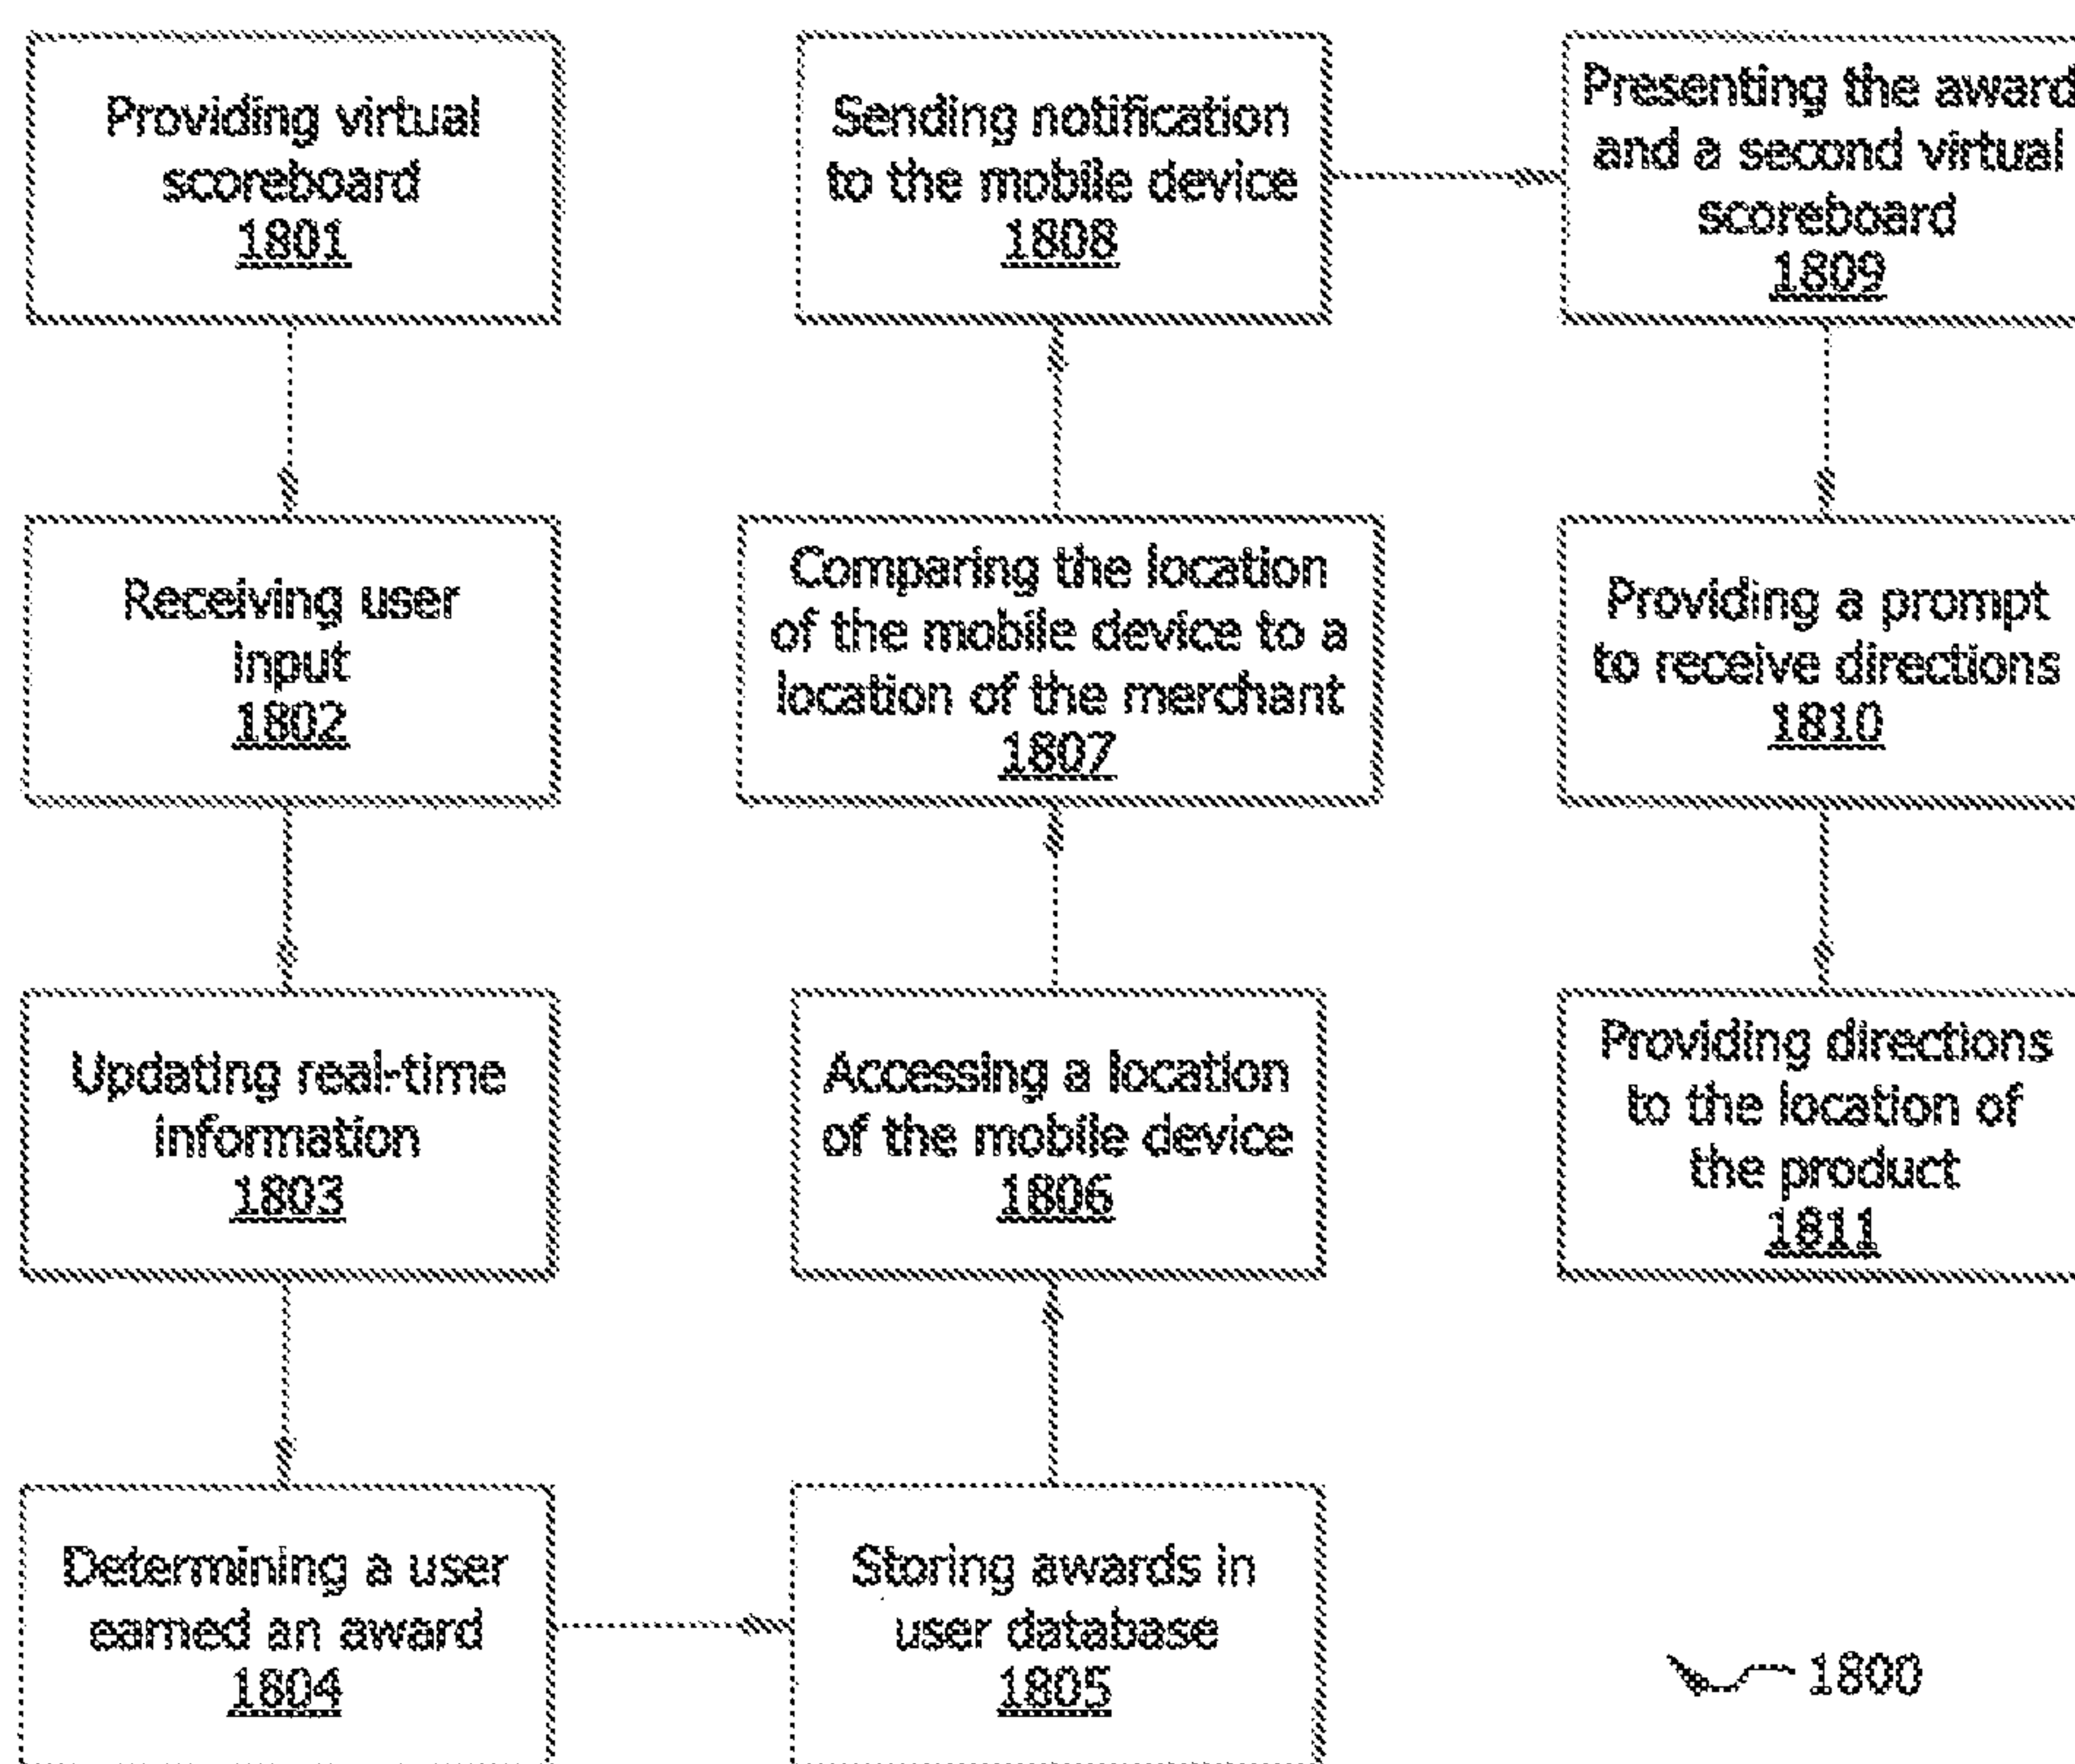 Providing virtual
scoreboard
1801
Receiving user
input
1802
Updating real-time
information
1803
Determining a user
earned an award
1804
Storing awards in
user database
1805
Accessing a location
of the mobile device
1806
Comparing the location
of the mobile device to a
location of the merchant
1807
Sending notification
to the mobile device
1808
Presenting the award
and a second virtual
scoreboard
1809
Providing a prompt
to receive directions
1810
Providing directions
to the location of
the product
1811
1800